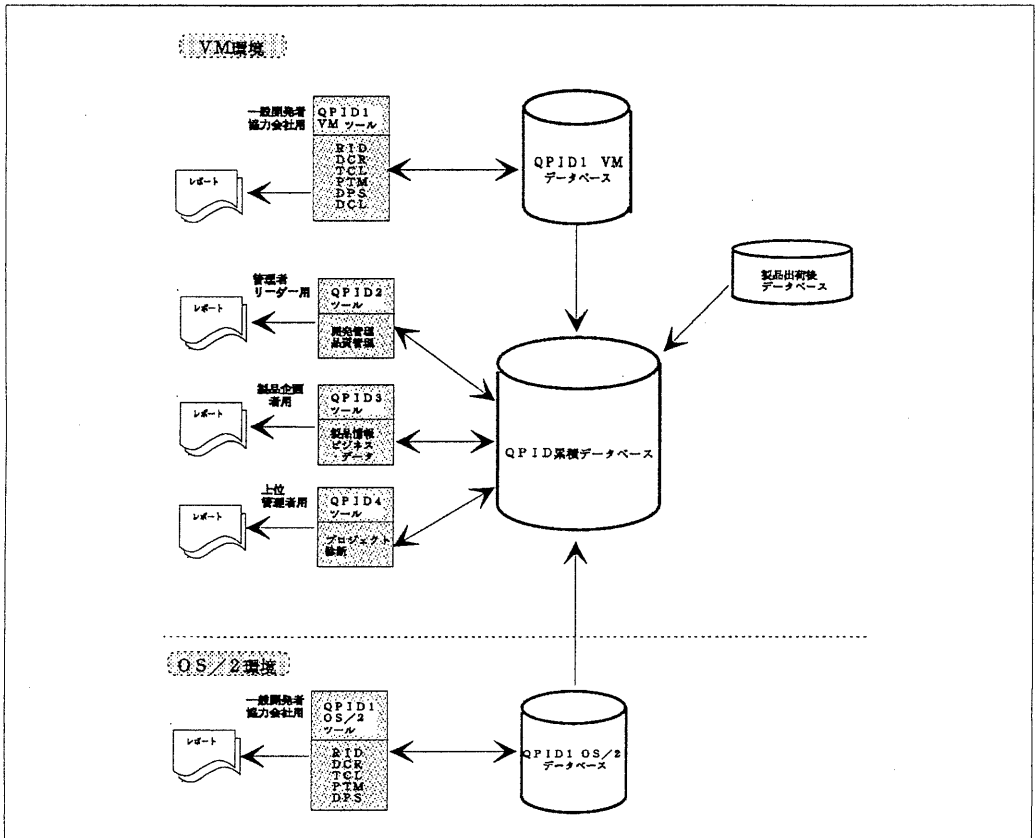 VM環境
一般開発者
協力会社用
QPID1
VM ツール
RID
DCR
TCL
PTM
DPS
DCL
レポート
QPID1 VM
データベース
製品出荷後
データベース
管理者
リーダー用
QPID2
ツール
開発管理
品質管理
レポート
製品企画
者用
QPID3
ツール
製品情報
ビジネス
・データ
レポート
QPID累積データベース
上位
管理者用
QPID4
ツール
プロジェクト
診断
レポート
OS/2環境
一般開発者
協力会社用
QPID1
OS/2
ツール
RID
DCR
TCL
PTM
DPS
レポート
QPID1 OS/2
データベース